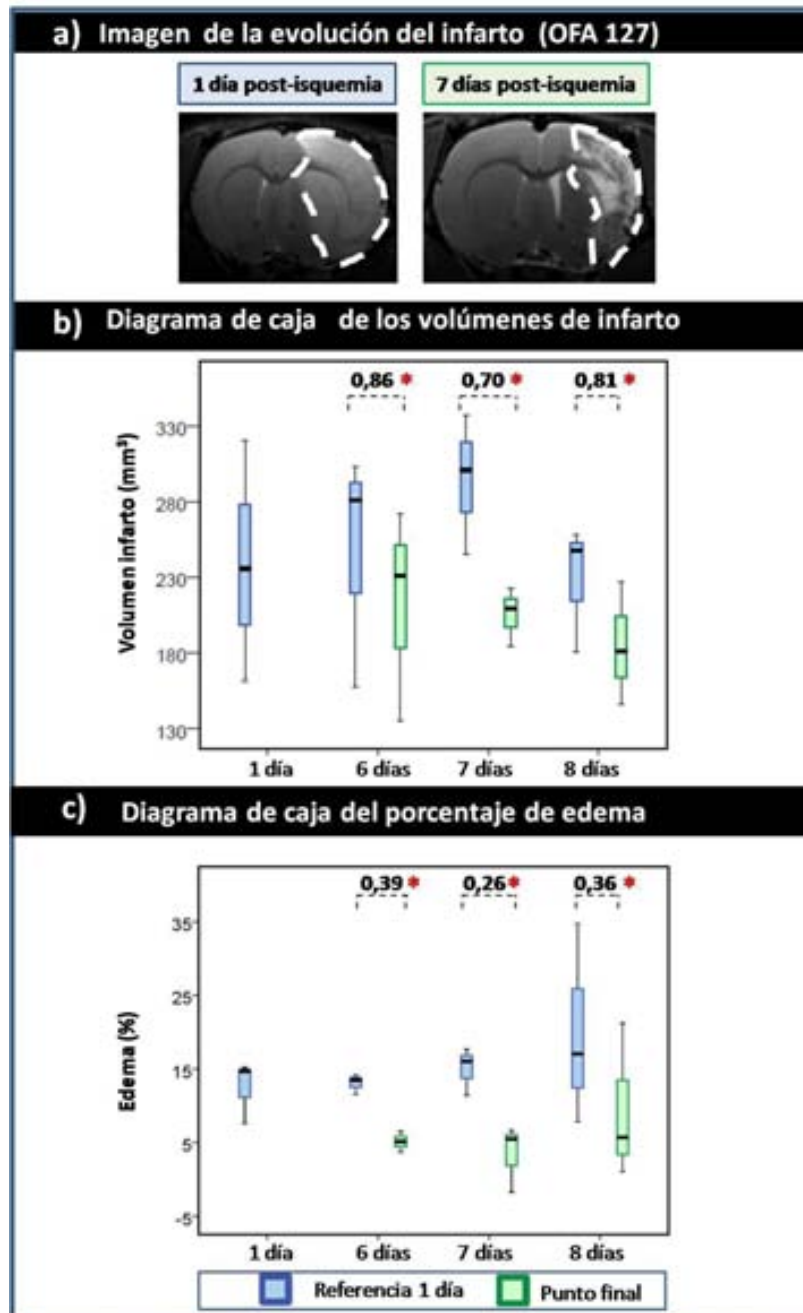 a) Imagen de la evolución del infarto (OFA 127)
1 día post-isquemia
7 días post-isquemia
b) Diagrama de caja de los volúmenes de infarto
0,86 * 0,70 * 0,81 *
Volumen infarto (mm³)
330
280
230
180
130
1 día 6 días 7 días 8 días
c) Diagrama de caja del porcentaje de edema
0,39 * 0,26 * 0,36 *
Edema (%)
35
25
15
5
-5
1 día 6 días 7 días 8 días
Referencia 1 día Punto final